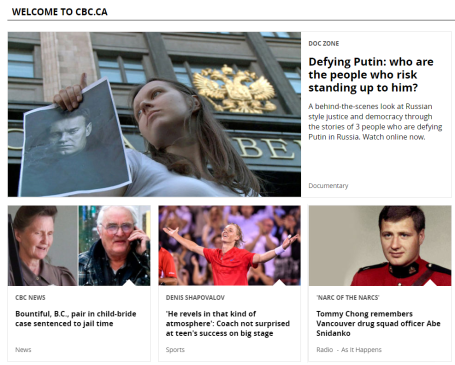 WELCOME TO CBC.CA
DOC ZONE
Defying Putin: who are
the people who risk
standing up to him?
A behind-the-scenes look at Russian
style justice and democracy through
the stories of 3 people who are defying
Putin in Russia. Watch online now.
Documentary
CBC NEWS
Bountiful, B.C., pair in child-bride
case sentenced to jail time
News
DENIS SHAPOVALOV
'He revels in that kind of
atmosphere': Coach not surprised
at teen's success on big stage
Sports
'NARC OF THE NARCS'
Tommy Chong remembers
Vancouver drug squad officer Abe
Snidanko
Radio - As It Happens